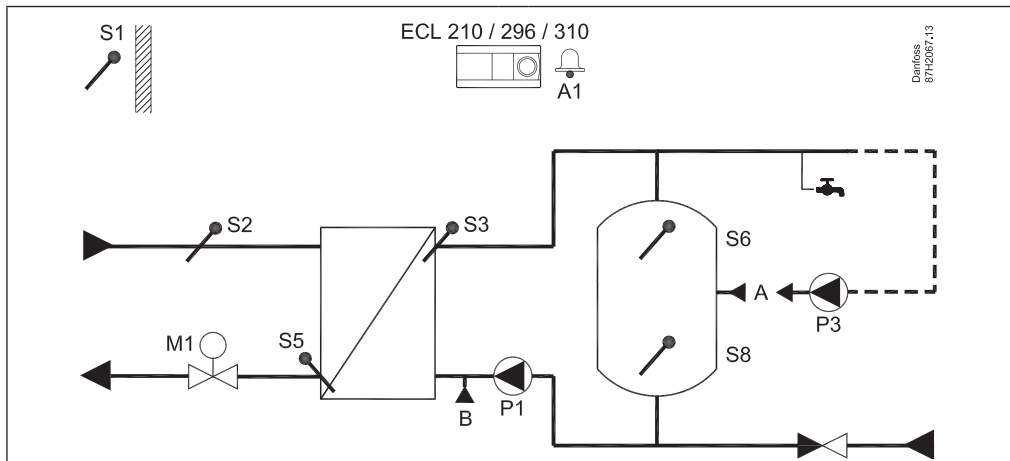 S1
ECL 210 / 296 / 310
A1
Danfoss
87H2067.13
S2
S3
S6
A
P3
M1
S5
S8
B
P1